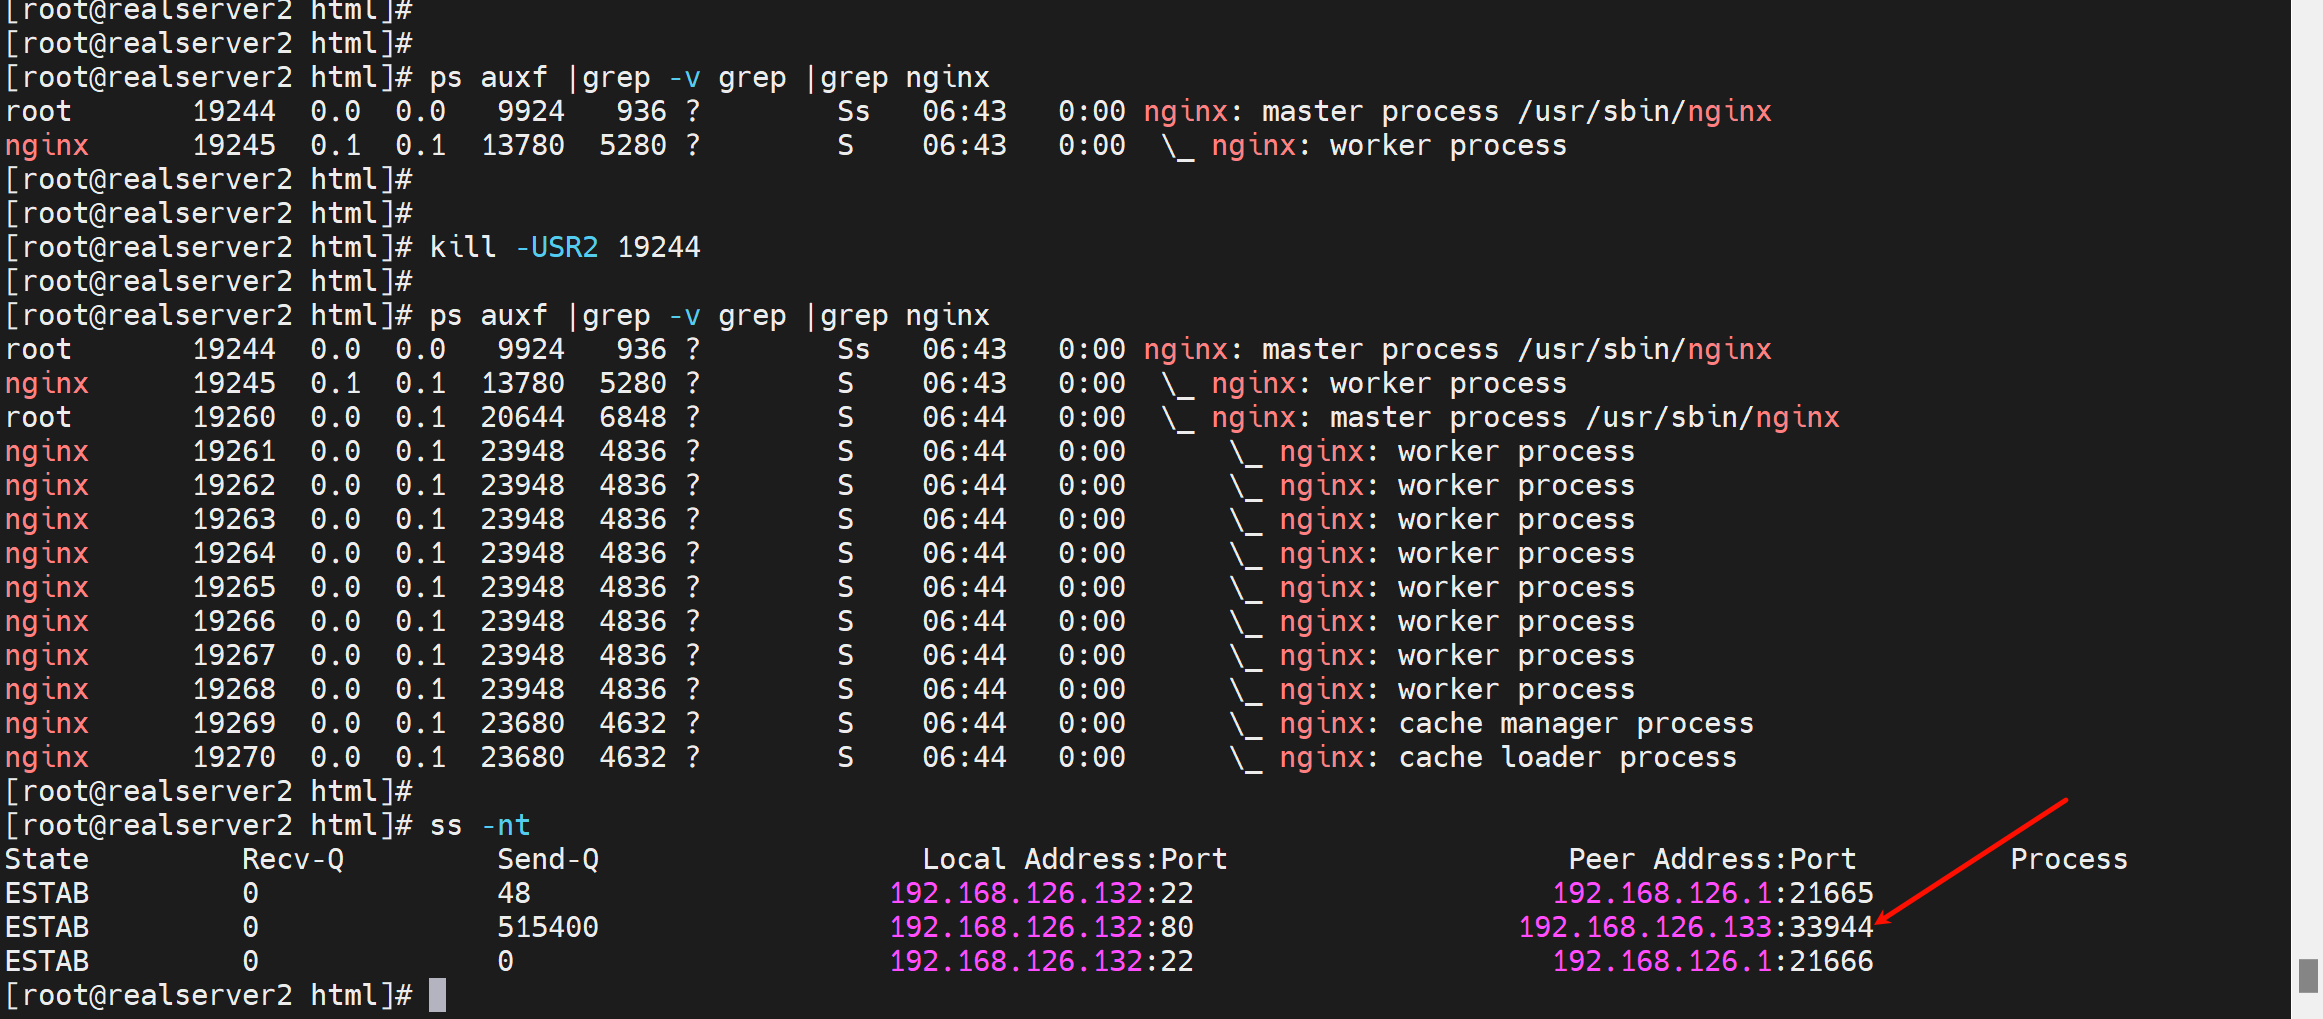 [root@realserver2 html]#
[root@realserver2 html]#
[root@realserver2 html]# ps auxf |grep -v grep |grep nginx
root       19244  0.0  0.0   9924   936 ?        Ss   06:43   0:00 nginx: master process /usr/sbin/nginx
nginx      19245  0.1  0.1  13780  5280 ?        S    06:43   0:00  \_ nginx: worker process
[root@realserver2 html]#
[root@realserver2 html]#
[root@realserver2 html]# kill -USR2 19244
[root@realserver2 html]#
[root@realserver2 html]# ps auxf |grep -v grep |grep nginx
root       19244  0.0  0.0   9924   936 ?        Ss   06:43   0:00 nginx: master process /usr/sbin/nginx
nginx      19245  0.1  0.1  13780  5280 ?        S    06:43   0:00  \_ nginx: worker process
root       19260  0.0  0.1  20644  6848 ?        S    06:44   0:00  \_ nginx: master process /usr/sbin/nginx
nginx      19261  0.0  0.1  23948  4836 ?        S    06:44   0:00      \_ nginx: worker process
nginx      19262  0.0  0.1  23948  4836 ?        S    06:44   0:00      \_ nginx: worker process
nginx      19263  0.0  0.1  23948  4836 ?        S    06:44   0:00      \_ nginx: worker process
nginx      19264  0.0  0.1  23948  4836 ?        S    06:44   0:00      \_ nginx: worker process
nginx      19265  0.0  0.1  23948  4836 ?        S    06:44   0:00      \_ nginx: worker process
nginx      19266  0.0  0.1  23948  4836 ?        S    06:44   0:00      \_ nginx: worker process
nginx      19267  0.0  0.1  23948  4836 ?        S    06:44   0:00      \_ nginx: worker process
nginx      19268  0.0  0.1  23948  4836 ?        S    06:44   0:00      \_ nginx: worker process
nginx      19269  0.0  0.1  23680  4632 ?        S    06:44   0:00      \_ nginx: cache manager process
nginx      19270  0.0  0.1  23680  4632 ?        S    06:44   0:00      \_ nginx: cache loader process
[root@realserver2 html]#
[root@realserver2 html]# ss -nt
State         Recv-Q         Send-Q                   Local Address:Port                    Peer Address:Port         Process
ESTAB         0              48                     192.168.126.132:22                     192.168.126.1:21665
ESTAB         0              515400                 192.168.126.132:80                   192.168.126.133:33944
ESTAB         0              0                      192.168.126.132:22                     192.168.126.1:21666
[root@realserver2 html]#